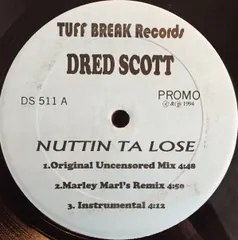 TUFF BREAK Records
DRED SCOTT
DS 511 A
PROMO
© & ℗ 1994
NUTTIN TA LOSE
1.Original Uncensored Mix 4:48
2.Marley Marl's Remix 4:50
3. Instrumental 4:12